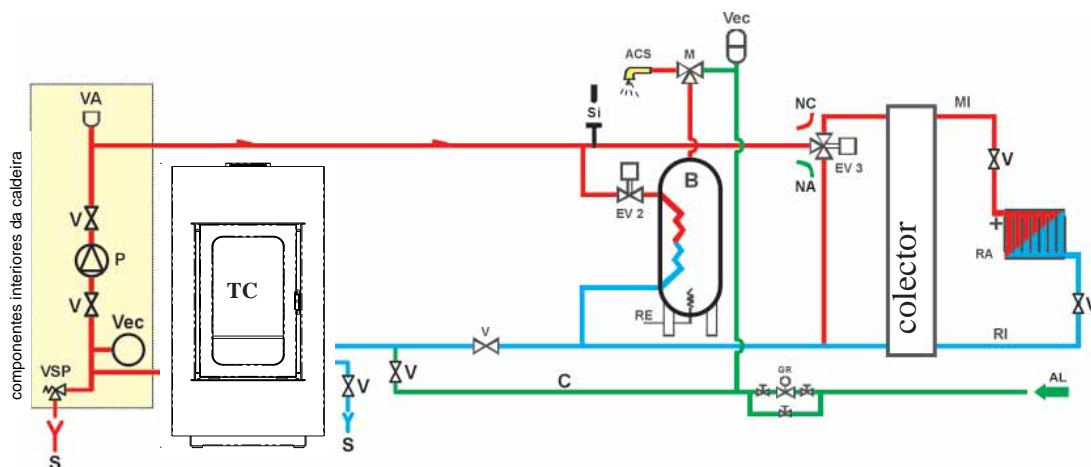 componentes interiores da caldeira
VA
V
P
V
Vec
VSP
S
TC
V
S
V
V
C
Si
EV 2
ACS
M
Vec
B
RE
GR
AL
NC
NA
EV 3
colector
MI
V
+
RA
V
RI